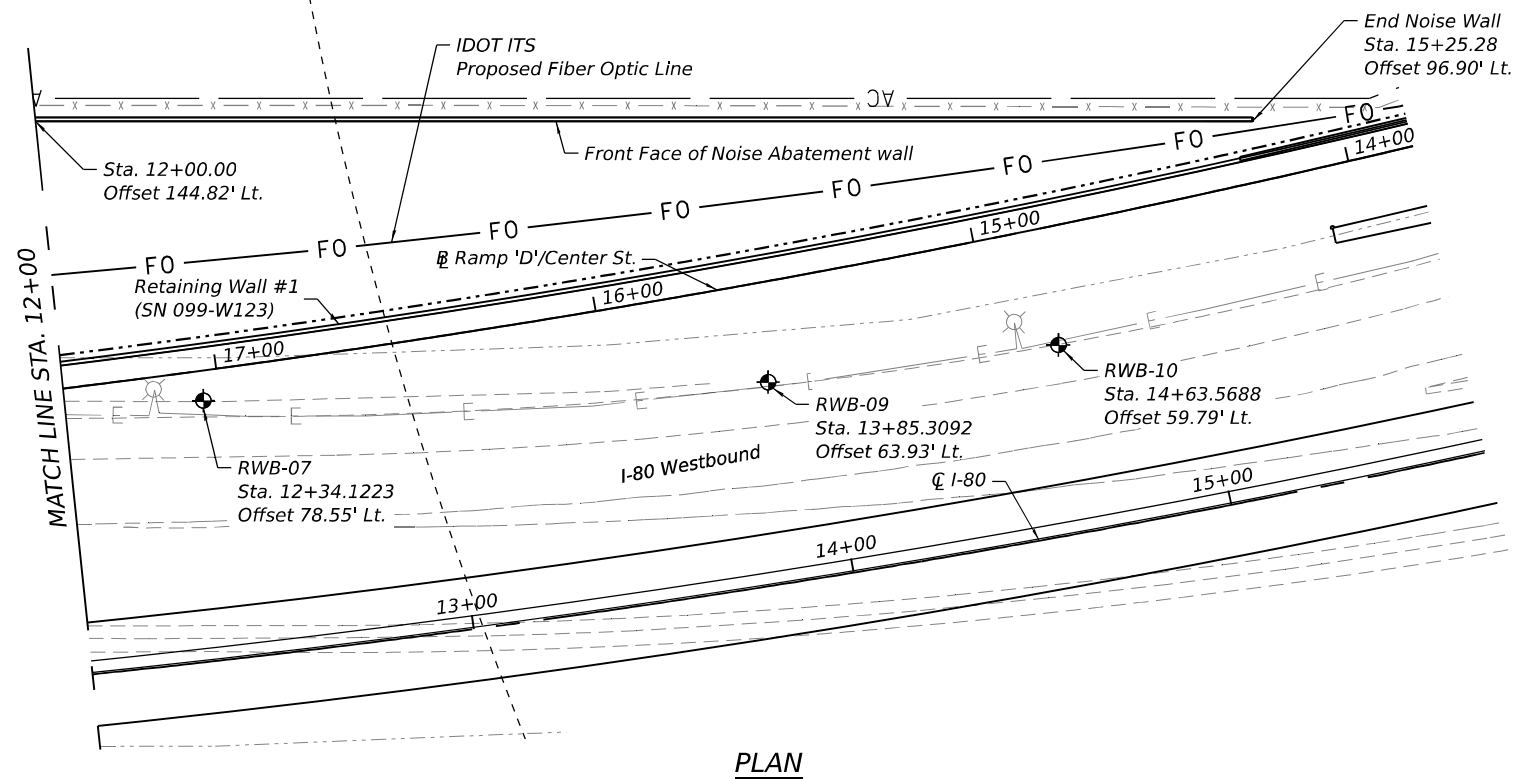 End Noise Wall
Sta. 15+25.28
Offset 96.90' Lt.
IDOT ITS
Proposed Fiber Optic Line
A
AC
Sta. 12+00.00
Offset 144.82' Lt.
Front Face of Noise Abatement wall
FO
FO
FO
FO
FO
FO
FO
FO
14+00
15+00
16+00
17+00
℄ Ramp 'D'/Center St.
Retaining Wall #1
(SN 099-W123)
MATCH LINE STA. 12+00
E
E
E
E
E
E
E
E
RWB-10
Sta. 14+63.5688
Offset 59.79' Lt.
RWB-09
Sta. 13+85.3092
Offset 63.93' Lt.
RWB-07
Sta. 12+34.1223
Offset 78.55' Lt.
I-80 Westbound
℄ I-80
15+00
14+00
13+00
PLAN